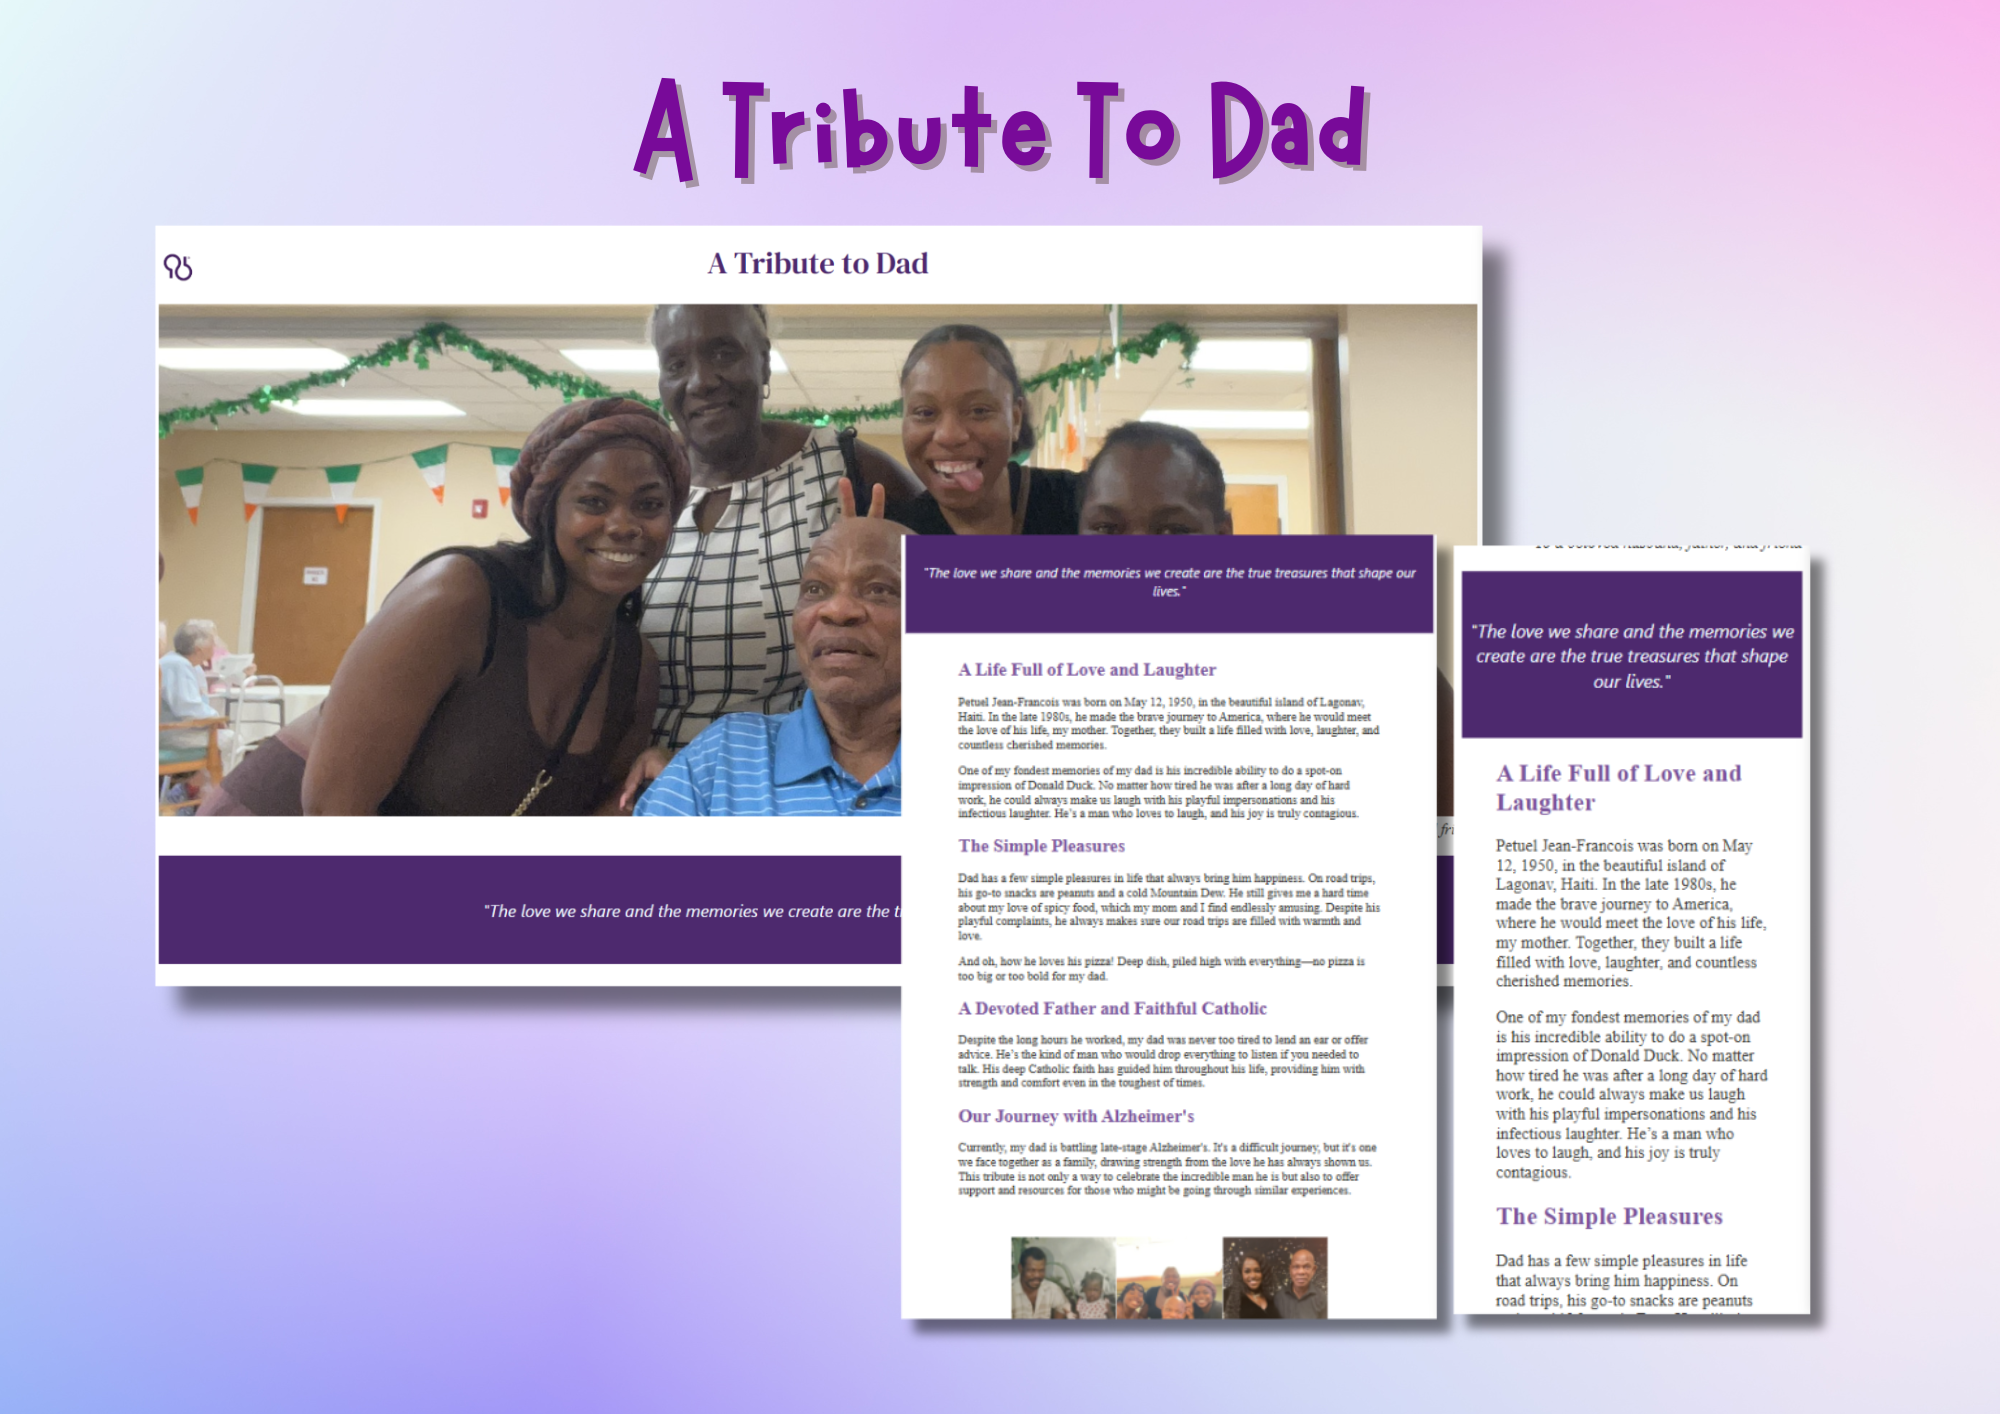 A Tribute To Dad
A Tribute to Dad
"The love we share and the memories we create are the t
"The love we share and the memories we create are the true treasures that shape our
lives."
A Life Full of Love and Laughter
Petuel Jean-Francois was born on May 12, 1950, in the beautiful island of Lagonav,
Haiti. In the late 1980s, he made the brave journey to America, where he would meet
the love of his life, my mother. Together, they built a life filled with love, laughter, and
countless cherished memories.
One of my fondest memories of my dad is his incredible ability to do a spot-on
impression of Donald Duck. No matter how tired he was after a long day of hard
work, he could always make us laugh with his playful impersonations and his
infectious laughter. He's a man who loves to laugh, and his joy is truly contagious.
The Simple Pleasures
Dad has a few simple pleasures in life that always bring him happiness. On road trips,
his go-to snacks are peanuts and a cold Mountain Dew. He still gives me a hard time
about my love of spicy food, which my mom and I find endlessly amusing. Despite his
playful complaints, he always makes sure our road trips are filled with warmth and
love.
And oh, how he loves his pizza! Deep dish, piled high with everything—no pizza is
too big or too bold for my dad.
A Devoted Father and Faithful Catholic
Despite the long hours he worked, my dad was never too tired to lend an ear or offer
advice. He's the kind of man who would drop everything to listen if you needed to
talk. His deep Catholic faith has guided him throughout his life, providing him with
strength and comfort even in the toughest of times.
Our Journey with Alzheimer's
Currently, my dad is battling late-stage Alzheimer's. It's a difficult journey, but it's one
we face together as a family, drawing strength from the love he has always shown us.
This tribute is not only a way to celebrate the incredible man he is but also to offer
support and resources for those who might be going through similar experiences.
To a beloved husband, father, and friend
"The love we share and the memories we
create are the true treasures that shape
our lives."
A Life Full of Love and
Laughter
Petuel Jean-Francois was born on May
12, 1950, in the beautiful island of
Lagonav, Haiti. In the late 1980s, he
made the brave journey to America,
where he would meet the love of his life,
my mother. Together, they built a life
filled with love, laughter, and countless
cherished memories.
One of my fondest memories of my dad
is his incredible ability to do a spot-on
impression of Donald Duck. No matter
how tired he was after a long day of hard
work, he could always make us laugh
with his playful impersonations and his
infectious laughter. He's a man who
loves to laugh, and his joy is truly
contagious.
The Simple Pleasures
Dad has a few simple pleasures in life
that always bring him happiness. On
road trips, his go-to snacks are peanuts